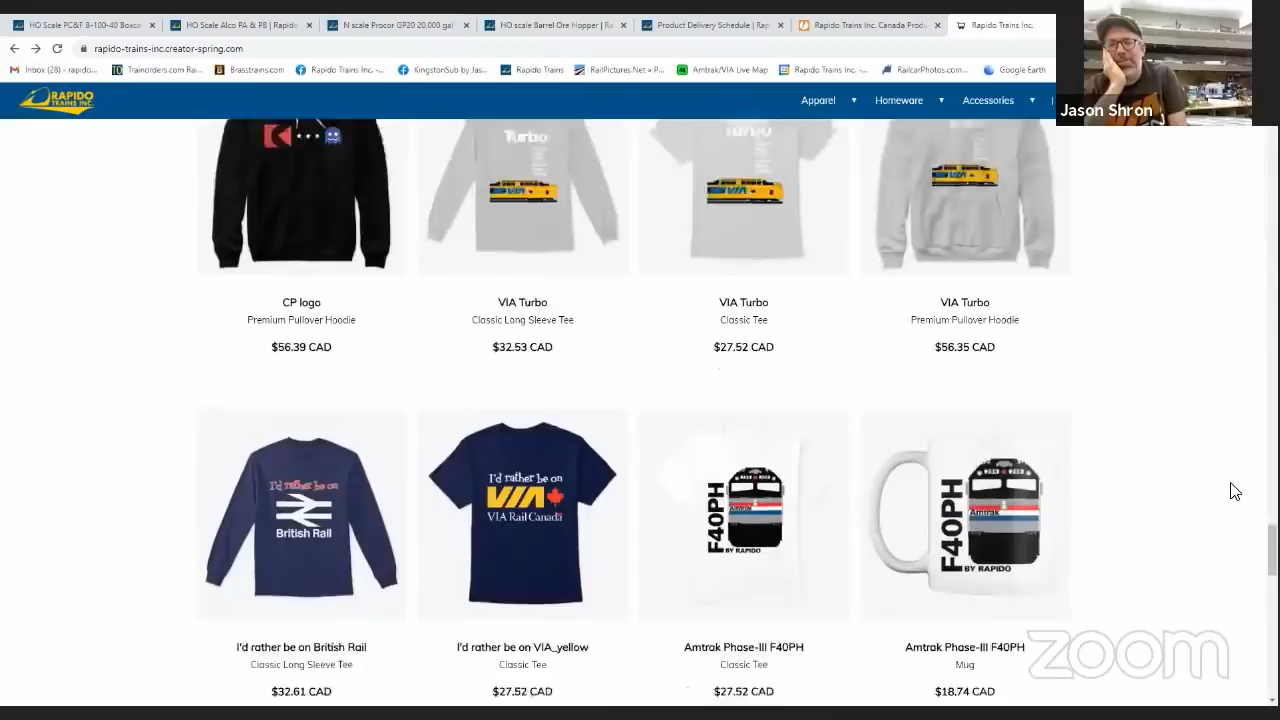 HO Scale PC&F B-100-40 Boxca
HO Scale Alco PA & PB | Rapido
N scale Procor GP20 20,000 gal
HO scale Barrel Ore Hopper | Ra
Product Delivery Schedule | Rap
Rapido Trains Inc. Canada Produ
Rapido Trains Inc.
rapido-trains-inc.creator-spring.com
Inbox (28) - rapido...
Trainorders.com Rai...
Brasstrains.com
Rapido Trains Inc. -...
KingstonSub by Jas...
Rapido Trains
RailPictures.Net » P...
Amtrak/VIA Live Map
Rapido Trains Inc. -...
RailcarPhotos.com...
Google Earth
RAPIDO
TRAINS INC.
Apparel
Homeware
Accessories
Jason Shron
Turbo
Turbo
VIA
VIA
VIA
CP logo
Premium Pullover Hoodie
$56.39 CAD
VIA Turbo
Classic Long Sleeve Tee
$32.53 CAD
VIA Turbo
Classic Tee
$27.52 CAD
VIA Turbo
Premium Pullover Hoodie
$56.35 CAD
I'd rather be on
British Rail
I'd rather be on
VIA
VIA Rail Canada
F40PH
Amtrak
BY RAPIDO
F40PH
Amtrak
BY RAPIDO
I'd rather be on British Rail
Classic Long Sleeve Tee
$32.61 CAD
I'd rather be on VIA_yellow
Classic Tee
$27.52 CAD
Amtrak Phase-III F40PH
Classic Tee
$27.52 CAD
Amtrak Phase-III F40PH
Mug
$18.74 CAD
zoom